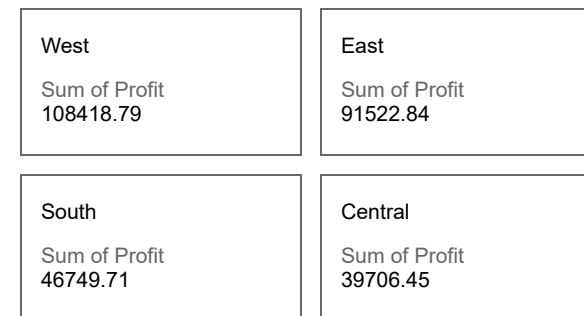 West
Sum of Profit
108418.79
East
Sum of Profit
91522.84
South
Sum of Profit
46749.71
Central
Sum of Profit
39706.45